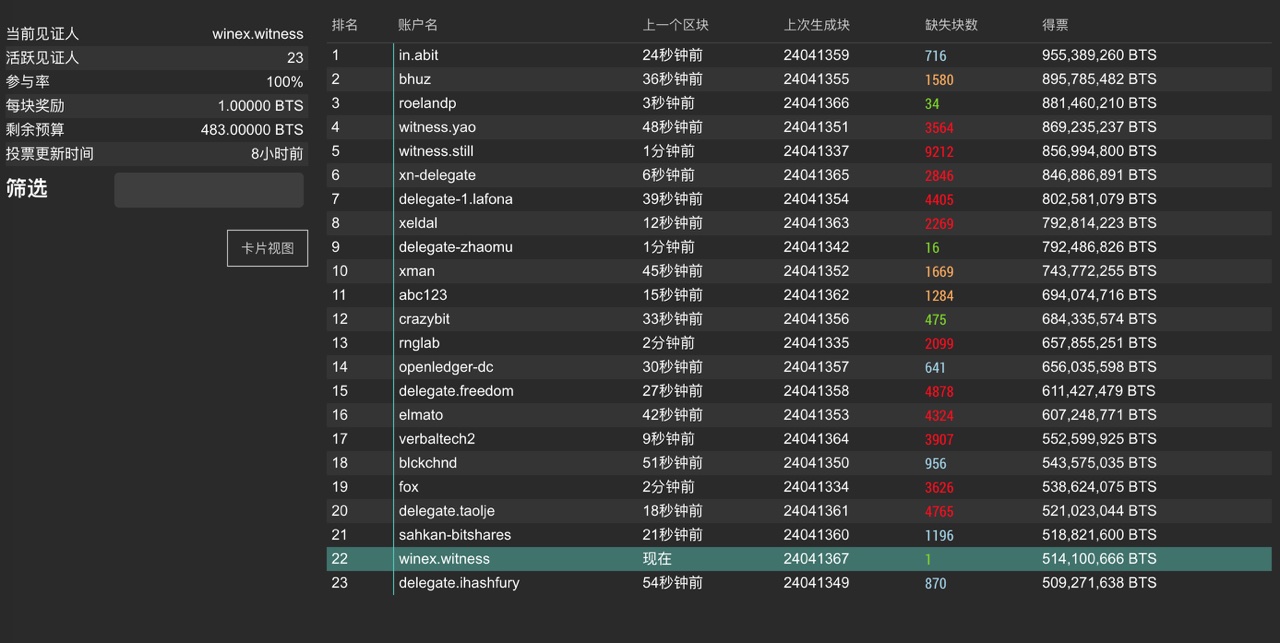 当前见证人 winex.witness
活跃见证人 23
参与率 100%
每块奖励 1.00000 BTS
剩余预算 483.00000 BTS
投票更新时间 8小时前
筛选
卡片视图
排名 账户名 上一个区块 上次生成块 缺失块数 得票
1 in.abit 24秒钟前 24041359 716 955,389,260 BTS
2 bhuz 36秒钟前 24041355 1580 895,785,482 BTS
3 roelandp 3秒钟前 24041366 34 881,460,210 BTS
4 witness.yao 48秒钟前 24041351 3564 869,235,237 BTS
5 witness.still 1分钟前 24041337 9212 856,994,800 BTS
6 xn-delegate 6秒钟前 24041365 2846 846,886,891 BTS
7 delegate-1.lafona 39秒钟前 24041354 4405 802,581,079 BTS
8 xeldal 12秒钟前 24041363 2269 792,814,223 BTS
9 delegate-zhaomu 1分钟前 24041342 16 792,486,826 BTS
10 xman 45秒钟前 24041352 1669 743,772,255 BTS
11 abc123 15秒钟前 24041362 1284 694,074,716 BTS
12 crazybit 33秒钟前 24041356 475 684,335,574 BTS
13 rnglab 2分钟前 24041335 2099 657,855,251 BTS
14 openledger-dc 30秒钟前 24041357 641 656,035,598 BTS
15 delegate.freedom 27秒钟前 24041358 4878 611,427,479 BTS
16 elmato 42秒钟前 24041353 4324 607,248,771 BTS
17 verbaltech2 9秒钟前 24041364 3907 552,599,925 BTS
18 blckchnd 51秒钟前 24041350 956 543,575,035 BTS
19 fox 2分钟前 24041334 3626 538,624,075 BTS
20 delegate.taolje 18秒钟前 24041361 4765 521,023,044 BTS
21 sahkan-bitshares 21秒钟前 24041360 1196 518,821,600 BTS
22 winex.witness 现在 24041367 1 514,100,666 BTS
23 delegate.ihashfury 54秒钟前 24041349 870 509,271,638 BTS